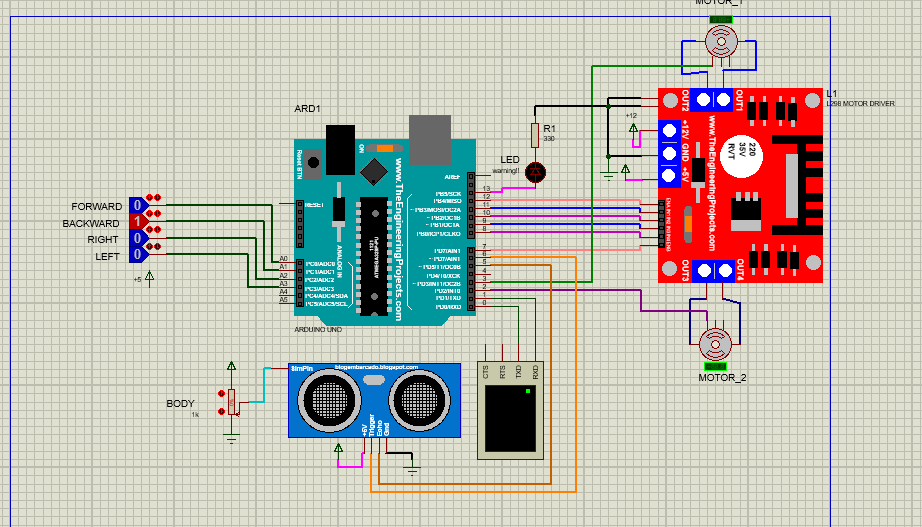 MOTOR_1
L1
L298 MOTOR DRIVER
OUT2
OUT1
+12V
GND
+5V
www.TheEngineeringProjects.com
220
35V
RVT
OUT3
OUT4
+12
MOTOR_2
ARD1
R1
330
LED
warning!!
Reset BTN
ON
www.TheEngineeringProjects.com
AREF
RESET
ANALOG IN
PB5/SCK
PB4/MISO
~PB3/MOSI/OC2A
~PB2/OC1B
~PB1/OC1A
PB0/ICP1/CLKO
13
12
11
10
9
8
PD7/AIN1
~PD5/T1/OC0B
PD4/T0/XCK
PD2/INT0
PD1/TXD
PD0/RXD
7
6
5
4
3
2
1
0
A0
A1
A2
A3
A4
A5
PC0/ADC0
PC1/ADC1
PC2/ADC2
PC3/ADC3
PC4/ADC4/SDA
PC5/ADC5/SCL
ARDUINO UNO
FORWARD
0
BACKWARD
1
RIGHT
0
LEFT
0
+5
BODY
1k
SimPin
blogembarcado.blogspot.com
+5V
Trigger
Echo
Gnd
CTS
RTS
TXD
RXD